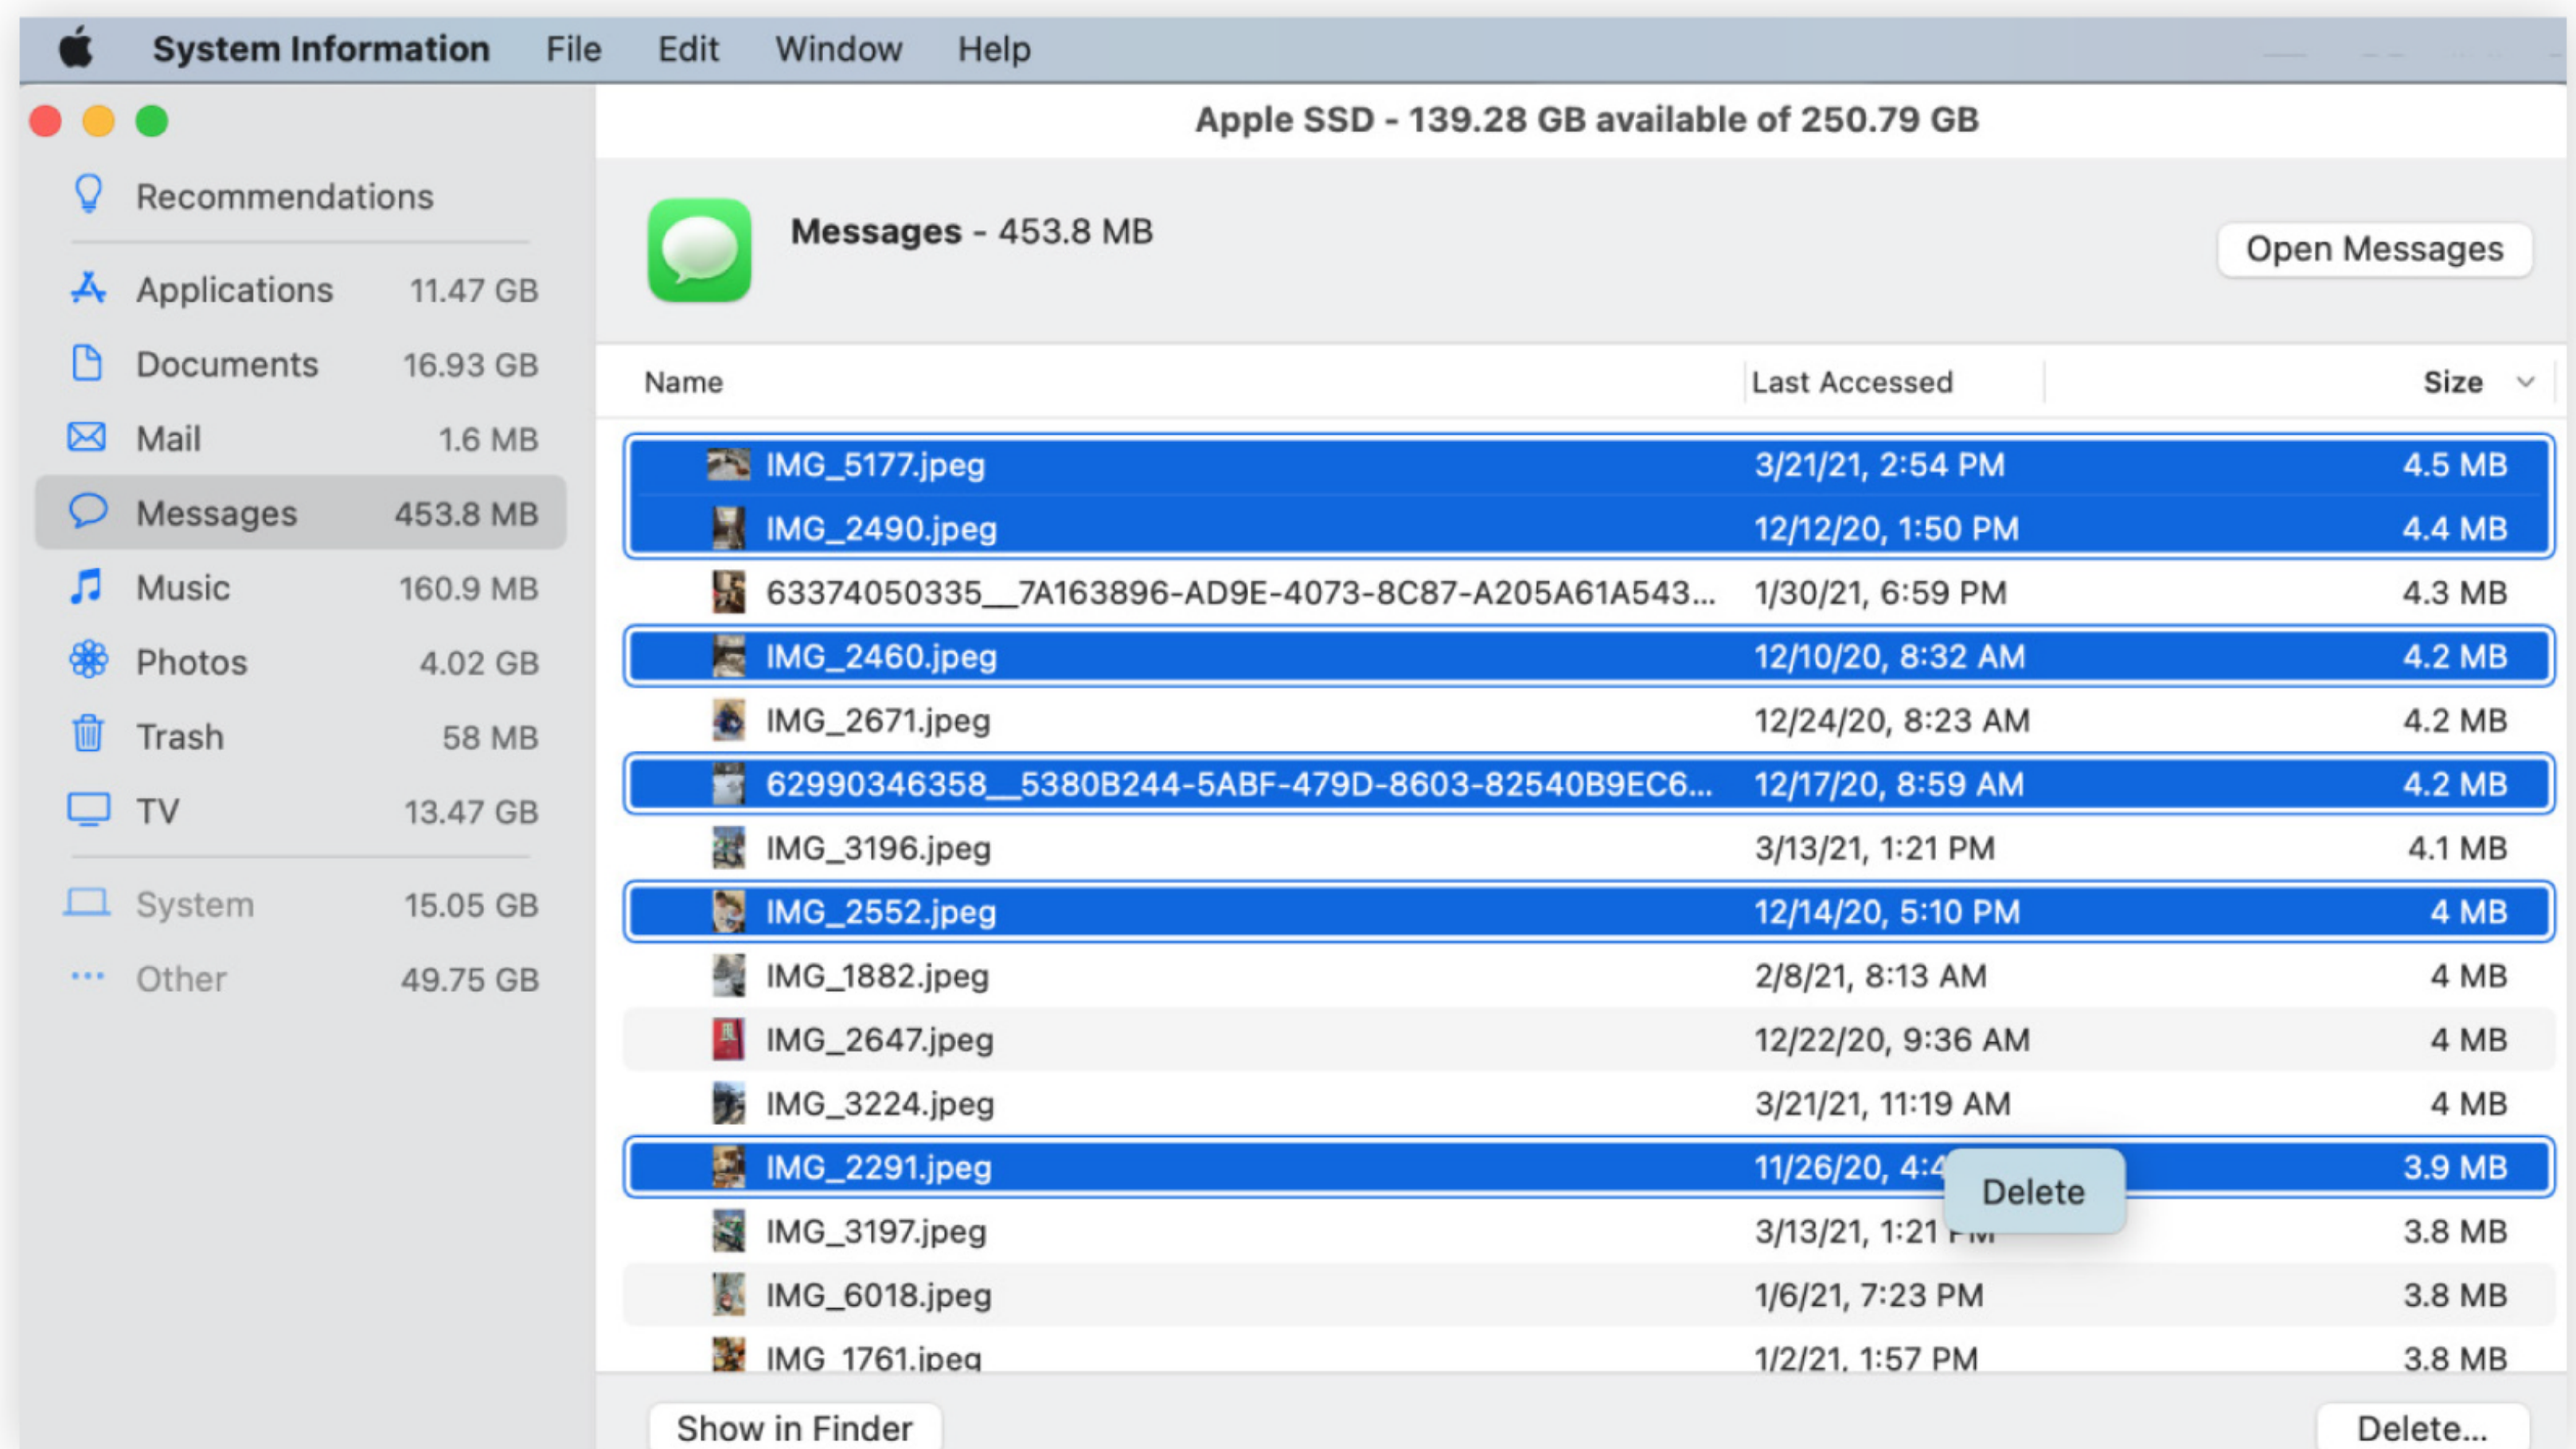 System Information File Edit Window Help
Apple SSD - 139.28 GB available of 250.79 GB
Recommendations
Applications 11.47 GB
Documents 16.93 GB
Mail 1.6 MB
Messages 453.8 MB
Music 160.9 MB
Photos 4.02 GB
Trash 58 MB
TV 13.47 GB
System 15.05 GB
Other 49.75 GB
Messages - 453.8 MB
Open Messages
Name Last Accessed Size
IMG_5177.jpeg 3/21/21, 2:54 PM 4.5 MB
IMG_2490.jpeg 12/12/20, 1:50 PM 4.4 MB
63374050335__7A163896-AD9E-4073-8C87-A205A61A543... 1/30/21, 6:59 PM 4.3 MB
IMG_2460.jpeg 12/10/20, 8:32 AM 4.2 MB
IMG_2671.jpeg 12/24/20, 8:23 AM 4.2 MB
62990346358__5380B244-5ABF-479D-8603-82540B9EC6... 12/17/20, 8:59 AM 4.2 MB
IMG_3196.jpeg 3/13/21, 1:21 PM 4.1 MB
IMG_2552.jpeg 12/14/20, 5:10 PM 4 MB
IMG_1882.jpeg 2/8/21, 8:13 AM 4 MB
IMG_2647.jpeg 12/22/20, 9:36 AM 4 MB
IMG_3224.jpeg 3/21/21, 11:19 AM 4 MB
IMG_2291.jpeg 11/26/20, 4:4 3.9 MB
Delete
IMG_3197.jpeg 3/13/21, 1:21 PM 3.8 MB
IMG_6018.jpeg 1/6/21, 7:23 PM 3.8 MB
IMG_1761.jpeg 1/2/21, 1:57 PM 3.8 MB
Show in Finder Delete...